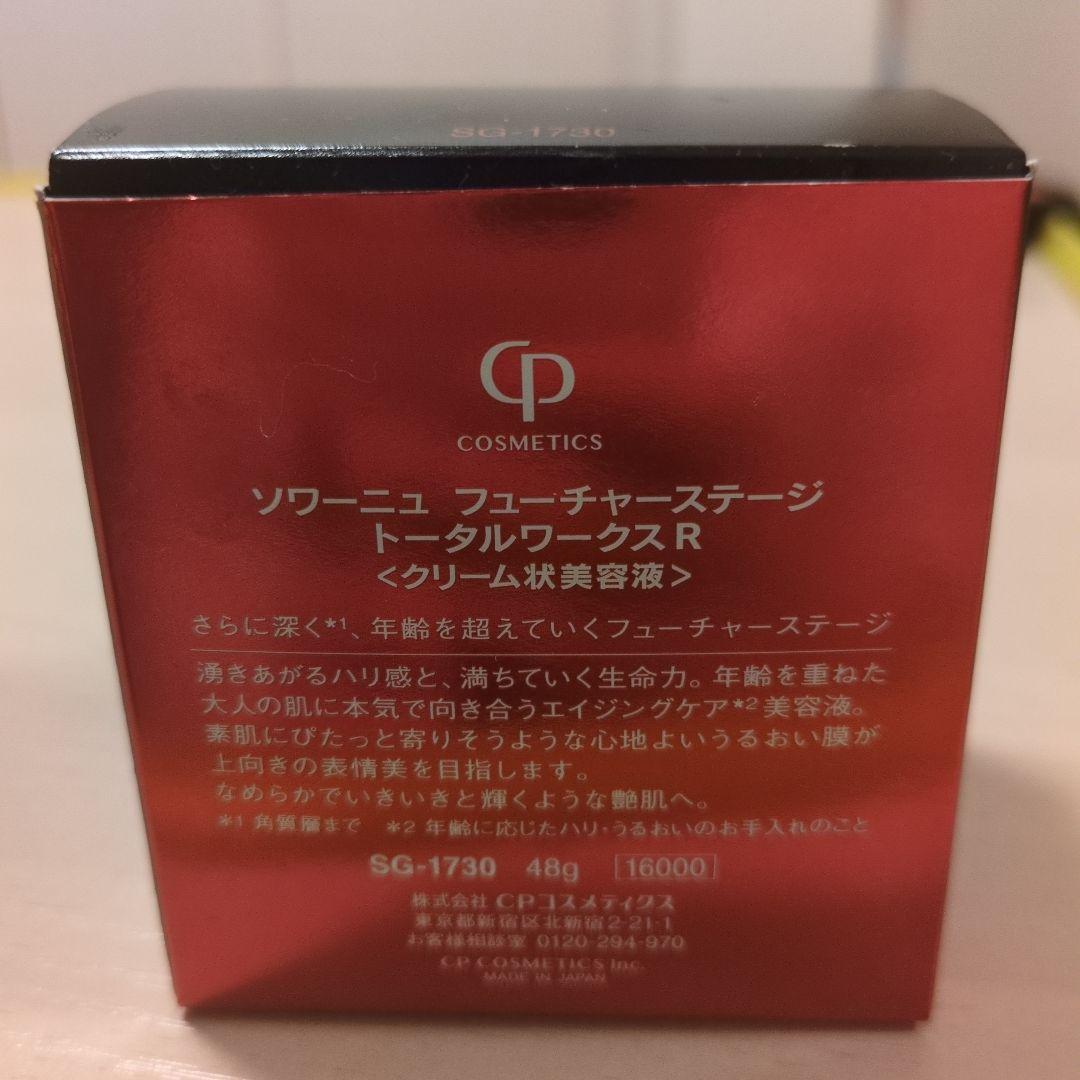 SG-1730
CP
COSMETICS
ソワーニュ フューチャーステージ
トータルワークスR
<クリーム状美容液>
さらに深く*1、年齢を超えていくフューチャーステージ
湧きあがるハリ感と、満ちていく生命力。年齢を重ねた
大人の肌に本気で向き合うエイジングケア*2美容液。
素肌にぴたっと寄りそうような心地よいうるおい膜が
上向きの表情美を目指します。
なめらかでいきいきと輝くような艶肌へ。
*1 角質層まで *2 年齢に応じたハリ・うるおいのお手入れのこと
SG-1730 48g 16000
株式会社 CPコスメティクス
東京都新宿区北新宿2-21-1
お客様相談室 0120-294-970
CP COSMETICS Inc.
MADE IN JAPAN